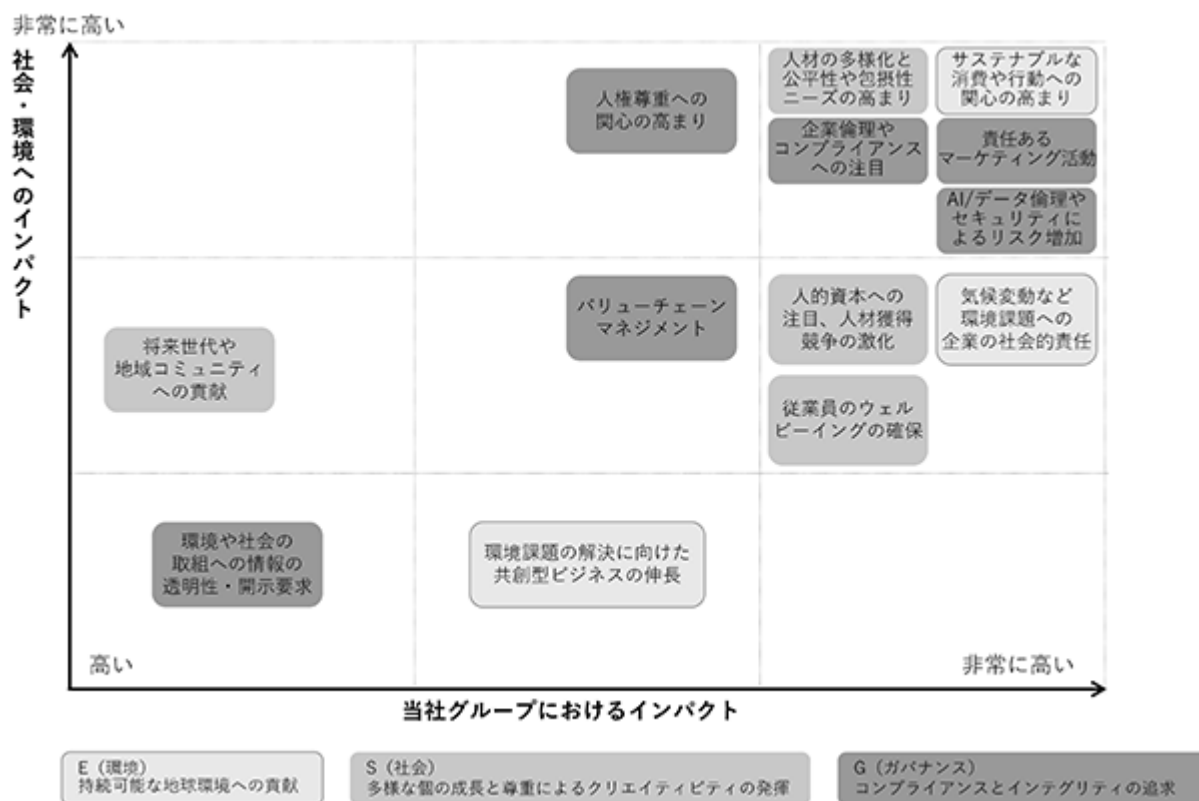 非常に高い
社会・環境へのインパクト
人権尊重への
関心の高まり
人材の多様化と
公平性や包摂性
ニーズの高まり
サステナブルな
消費や行動への
関心の高まり
企業倫理や
コンプライアンス
への注目
責任ある
マーケティング活動
AI/データ倫理や
セキュリティに
よるリスク増加
バリューチェーン
マネジメント
人的資本への
注目、人材獲得
競争の激化
気候変動など
環境課題への
企業の社会的責任
将来世代や
地域コミュニティ
への貢献
従業員のウェル
ビーイングの確保
環境や社会の
取組への情報の
透明性・開示要求
環境課題の解決に向けた
共創型ビジネスの伸長
高い
非常に高い
当社グループにおけるインパクト
E（環境）
持続可能な地球環境への貢献
S（社会）
多様な個の成長と尊重によるクリエイティビティの発揮
G（ガバナンス）
コンプライアンスとインテグリティの追求